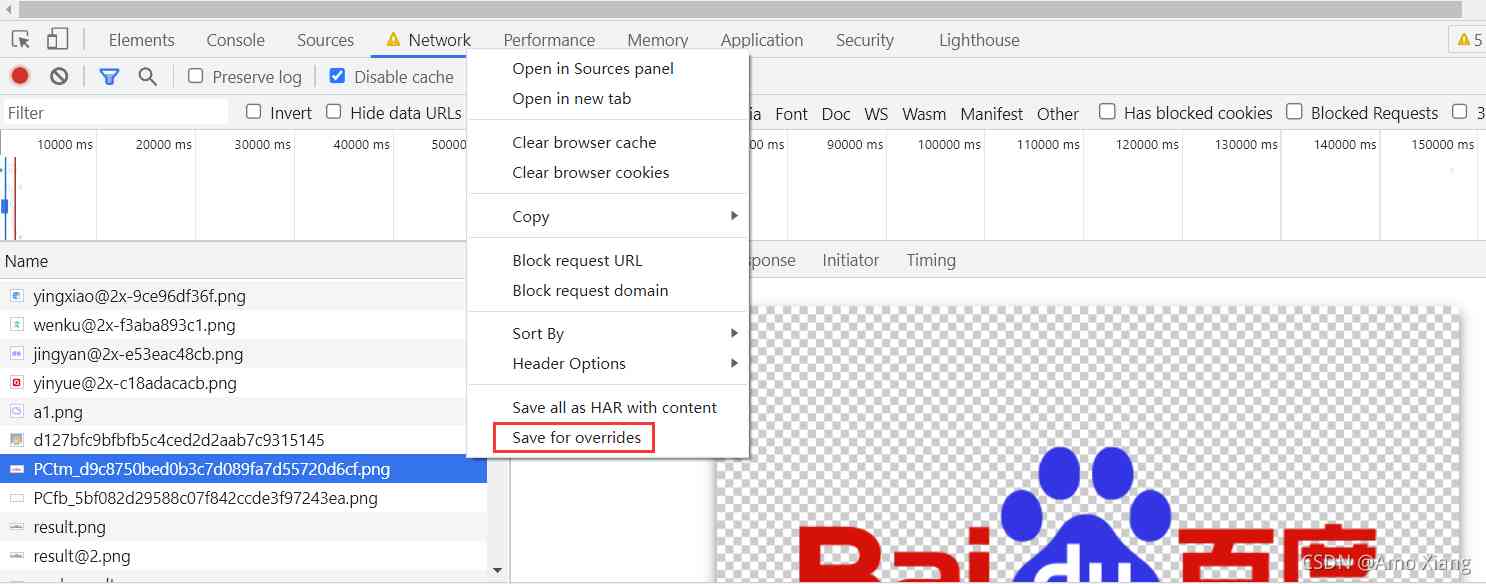 Elements Console Sources Network Performance Memory Application Security Lighthouse 5
Preserve log Disable cache
Filter Invert Hide data URLs Font Doc WS Wasm Manifest Other Has blocked cookies Blocked Requests 3
10000 ms 20000 ms 30000 ms 40000 ms 50000 ms 90000 ms 100000 ms 110000 ms 120000 ms 130000 ms 140000 ms 150000 ms
Open in Sources panel
Open in new tab
Clear browser cache
Clear browser cookies
Copy
Block request URL
Block request domain
Sort By
Header Options
Save all as HAR with content
Save for overrides
Name
Initiator Timing
yingxiao@2x-9ce96df36f.png
wenku@2x-f3aba893c1.png
jingyan@2x-e53eac48cb.png
yinyue@2x-c18adacacb.png
a1.png
d127bfc9bfbfb5c4ced2d2aab7c9315145
PCtm_d9c8750bed0b3c7d089fa7d55720d6cf.png
PCfb_5bf082d29588c07f842ccde3f97243ea.png
result.png
result@2.png
Bai du 百度
CSDN @Amo Xiang